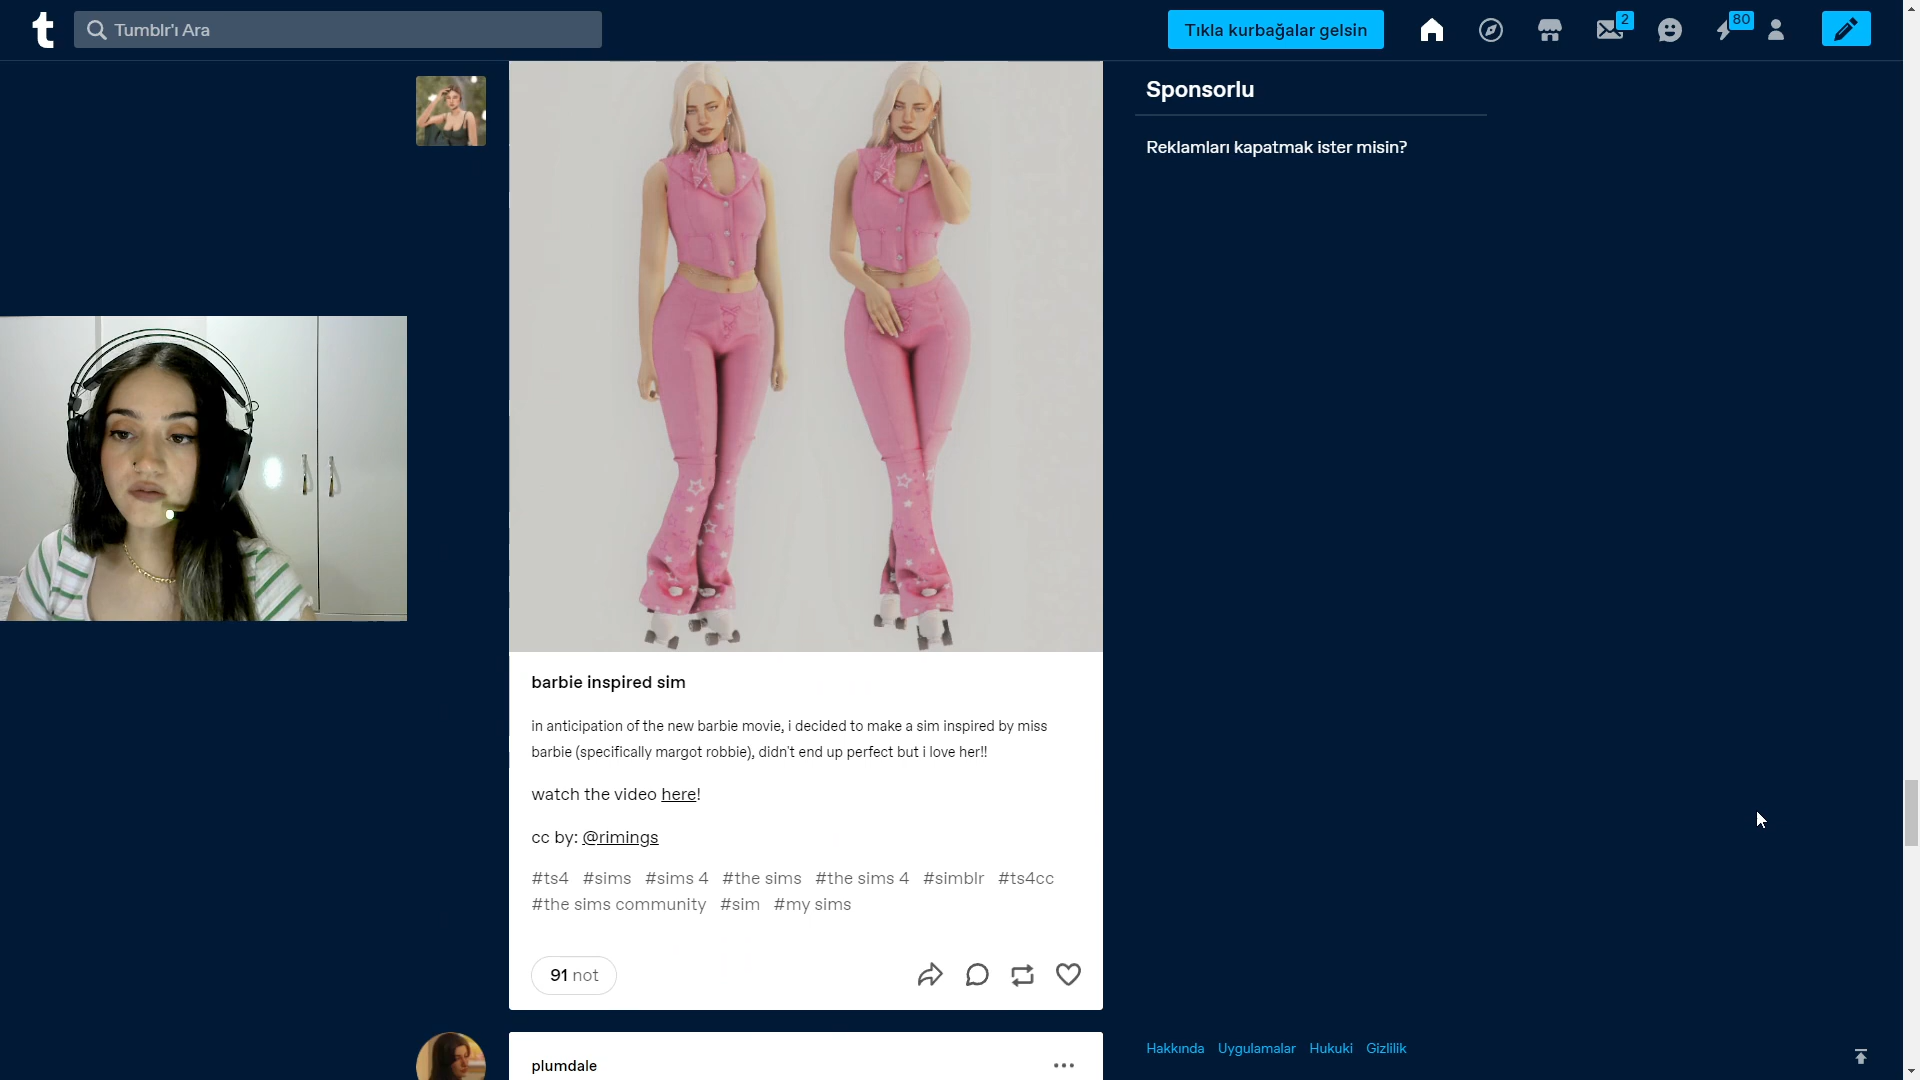 t
Tumblr'ı Ara
Tıkla kurbağalar gelsin
2
80
Sponsorlu
Reklamları kapatmak ister misin?
barbie inspired sim
in anticipation of the new barbie movie, i decided to make a sim inspired by miss
barbie (specifically margot robbie), didn't end up perfect but i love her!!
watch the video here!
cc by: @rimings
#ts4 #sims #sims 4 #the sims #the sims 4 #simblr #ts4cc
#the sims community #sim #my sims
91 not
plumdale
Hakkında Uygulamalar Hukuki Gizlilik